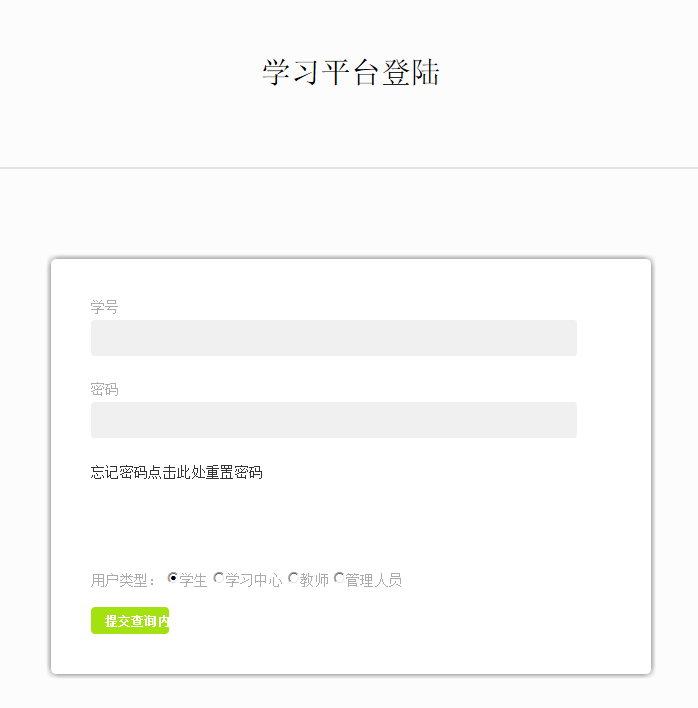 学习平台登陆
学号
密码
忘记密码点击此处重置密码
用户类型： 学生 学习中心 教师 管理人员
提交查询内